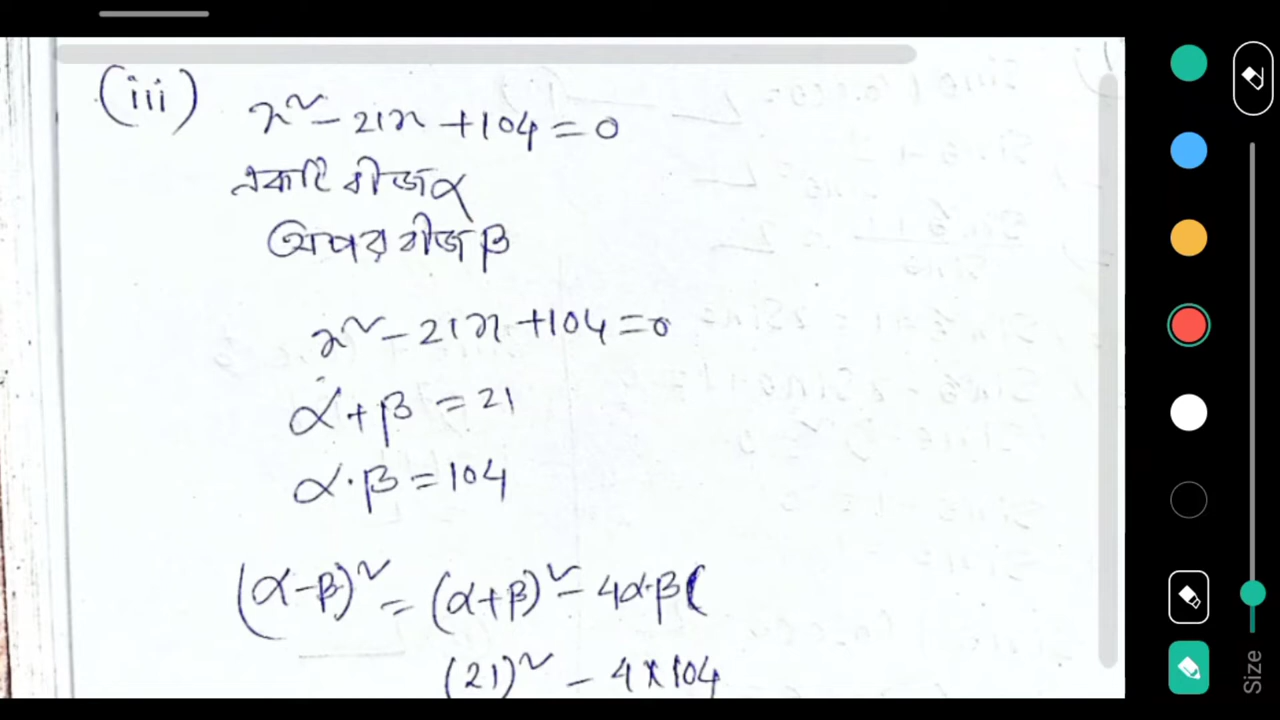 (iii) x² - 21x + 104 = 0
একটি বীজ α
অপর বীজ β
x² - 21x + 104 = 0
α + β = 21
α · β = 104
(α - β)² = (α + β)² - 4α·β (
(21)² - 4 × 104
Size